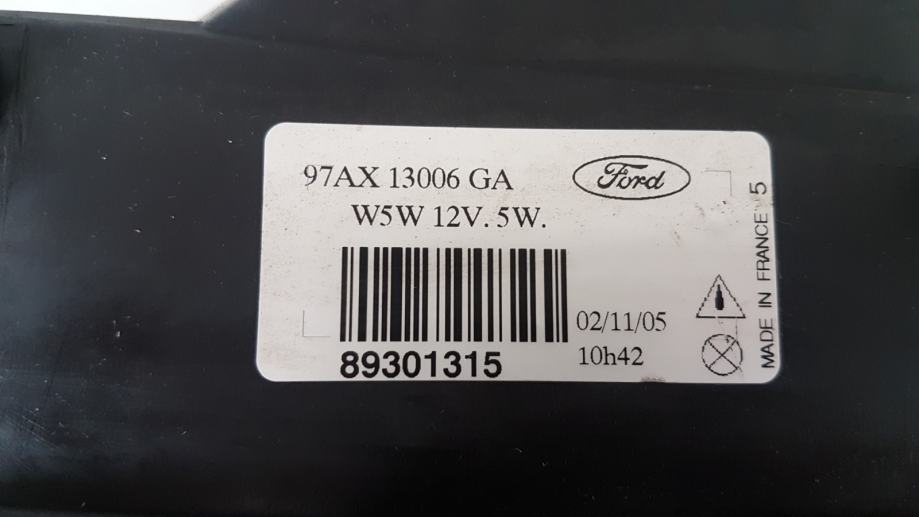 97AX 13006 GA
Ford
W5W 12V. 5W.
02/11/05
89301315
10h42
MADE IN FRANCE 5